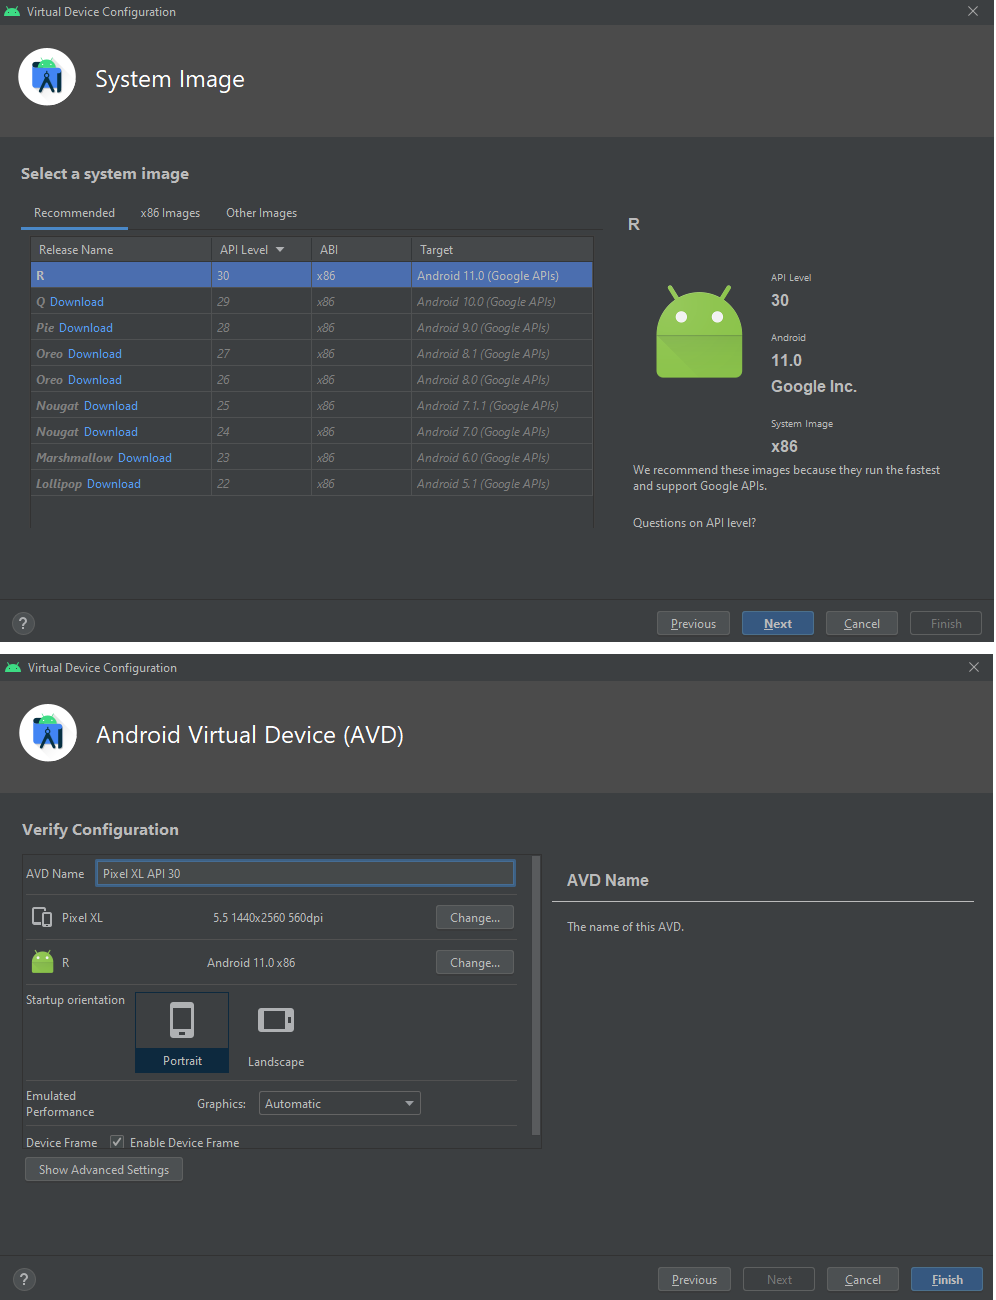 Virtual Device Configuration
System Image
Select a system image
Recommended x86 Images Other Images
Release Name API Level ABI Target
R 30 x86 Android 11.0 (Google APIs)
Q Download 29 x86 Android 10.0 (Google APIs)
Pie Download 28 x86 Android 9.0 (Google APIs)
Oreo Download 27 x86 Android 8.1 (Google APIs)
Oreo Download 26 x86 Android 8.0 (Google APIs)
Nougat Download 25 x86 Android 7.1.1 (Google APIs)
Nougat Download 24 x86 Android 7.0 (Google APIs)
Marshmallow Download 23 x86 Android 6.0 (Google APIs)
Lollipop Download 22 x86 Android 5.1 (Google APIs)
R
API Level
30
Android
11.0
Google Inc.
System Image
x86
We recommend these images because they run the fastest
and support Google APIs.
Questions on API level?
? Previous Next Cancel Finish
Virtual Device Configuration
Android Virtual Device (AVD)
Verify Configuration
AVD Name Pixel XL API 30
Pixel XL 5.5 1440x2560 560dpi Change...
R Android 11.0 x86 Change...
Startup orientation
Portrait Landscape
Emulated
Performance
Graphics: Automatic
Device Frame Enable Device Frame
Show Advanced Settings
AVD Name
The name of this AVD.
? Previous Next Cancel Finish